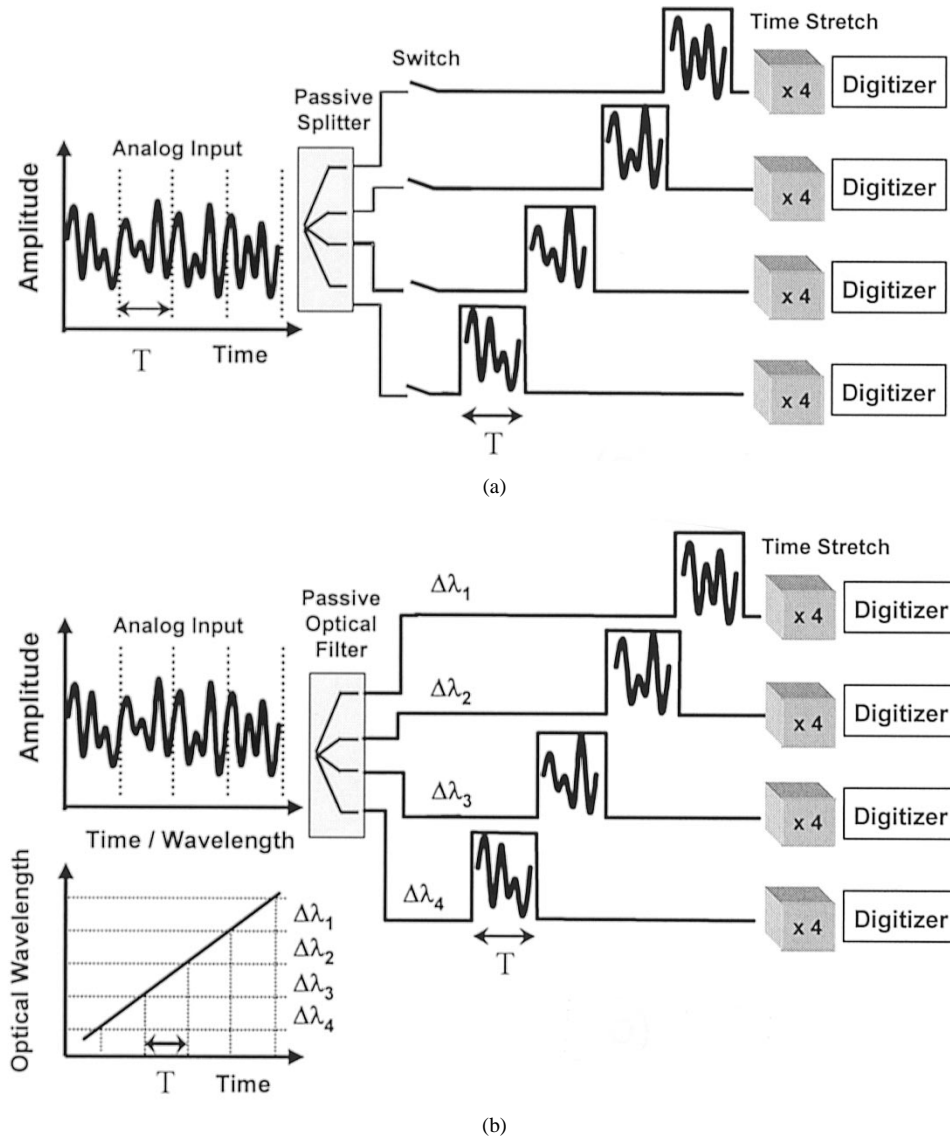 Time Stretch
Switch
x 4
Digitizer
Passive
Splitter
Analog Input
x 4
Digitizer
Amplitude
x 4
Digitizer
T
Time
x 4
Digitizer
T
(a)
Time Stretch
Δλ1
Passive
Optical
Filter
x 4
Digitizer
Analog Input
Δλ2
x 4
Digitizer
Amplitude
Δλ3
x 4
Digitizer
Time / Wavelength
Δλ4
x 4
Digitizer
T
Optical Wavelength
Δλ1
Δλ2
Δλ3
Δλ4
T
Time
(b)